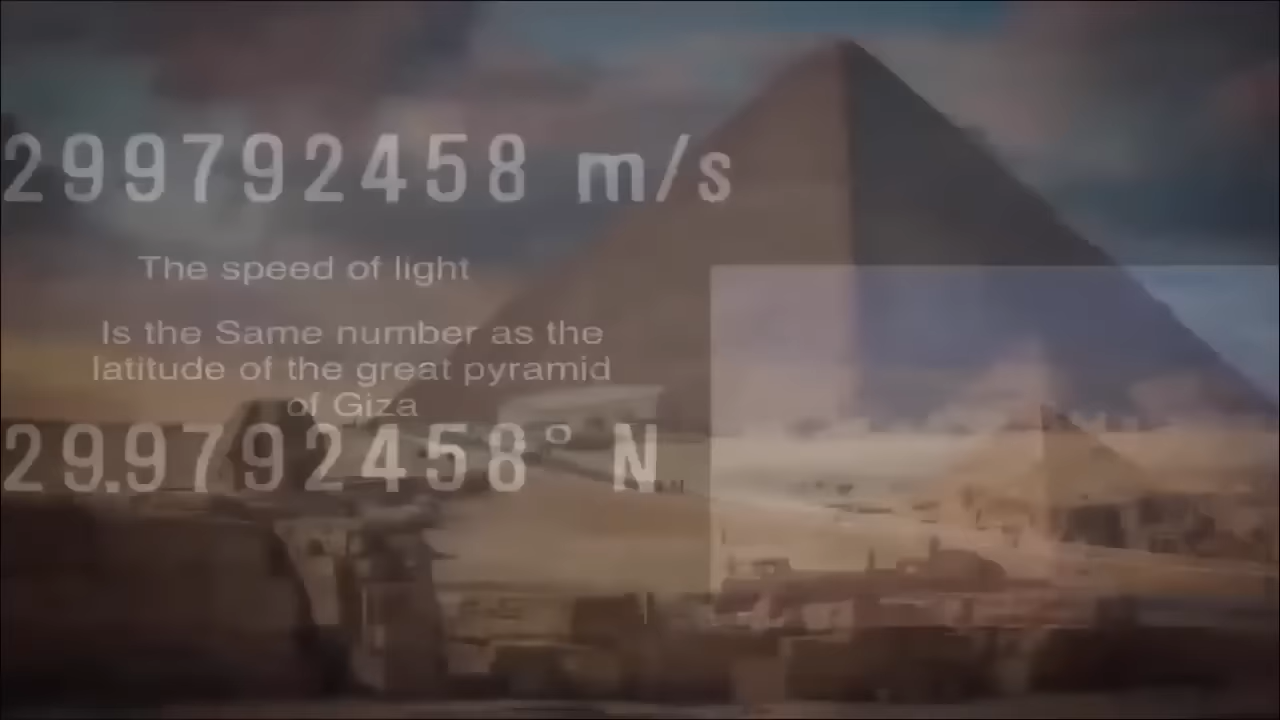 299792458 m/s
The speed of light
Is the Same number as the
latitude of the great pyramid
of Giza
29.9792458° N